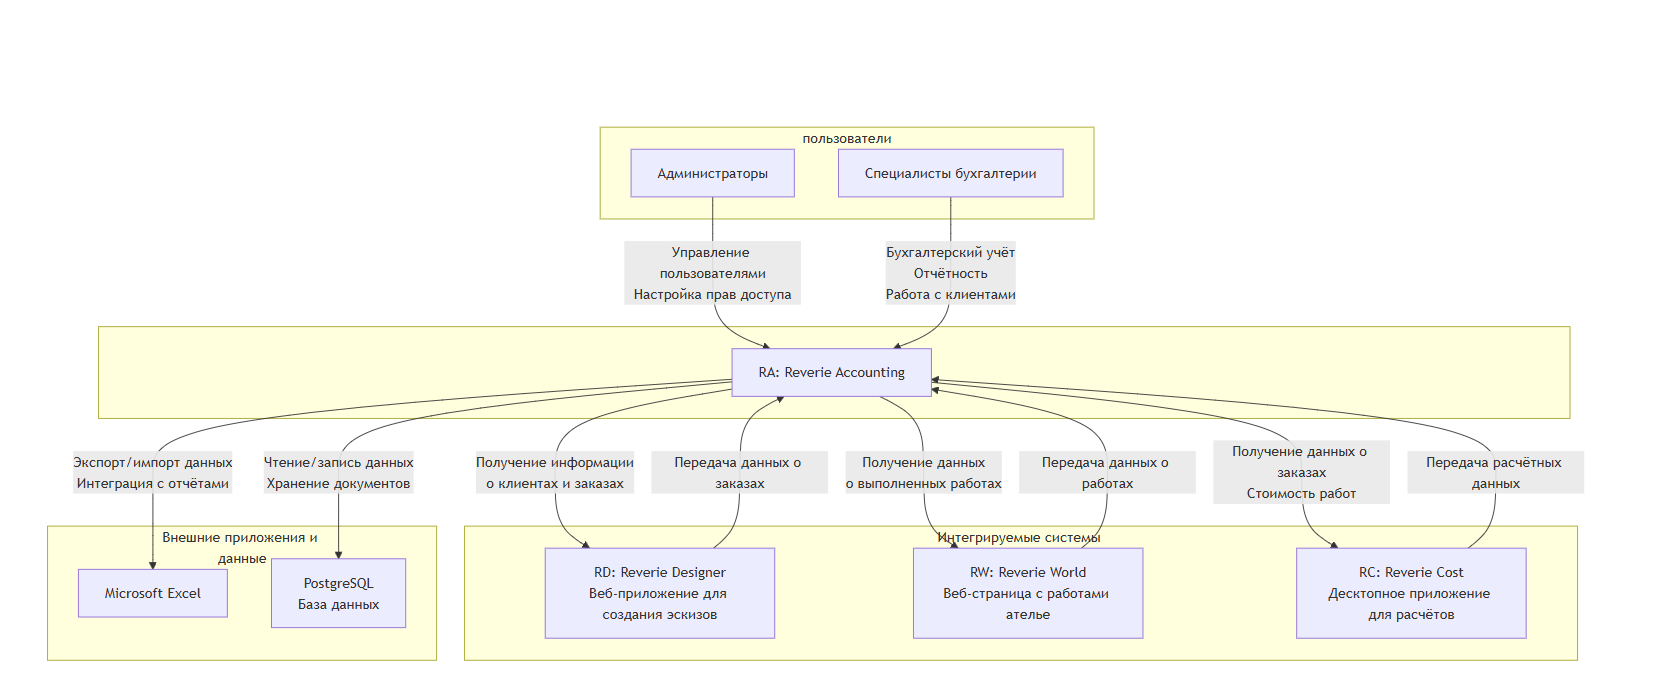 пользователи
Администраторы
Специалисты бухгалтерии
Управление
пользователями
Настройка прав доступа
Бухгалтерский учёт
Отчётность
Работа с клиентами
RA: Reverie Accounting
Экспорт/импорт данных
Интеграция с отчётами
Чтение/запись данных
Хранение документов
Получение информации
о клиентах и заказах
Передача данных о
заказах
Получение данных
о выполненных работах
Передача данных о
работах
Получение данных о
заказах
Стоимость работ
Передача расчётных
данных
Внешние приложения и
данные
Microsoft Excel
PostgreSQL
База данных
Интегрируемые системы
RD: Reverie Designer
Веб-приложение для
создания эскизов
RW: Reverie World
Веб-страница с работами
ателье
RC: Reverie Cost
Десктопное приложение
для расчётов